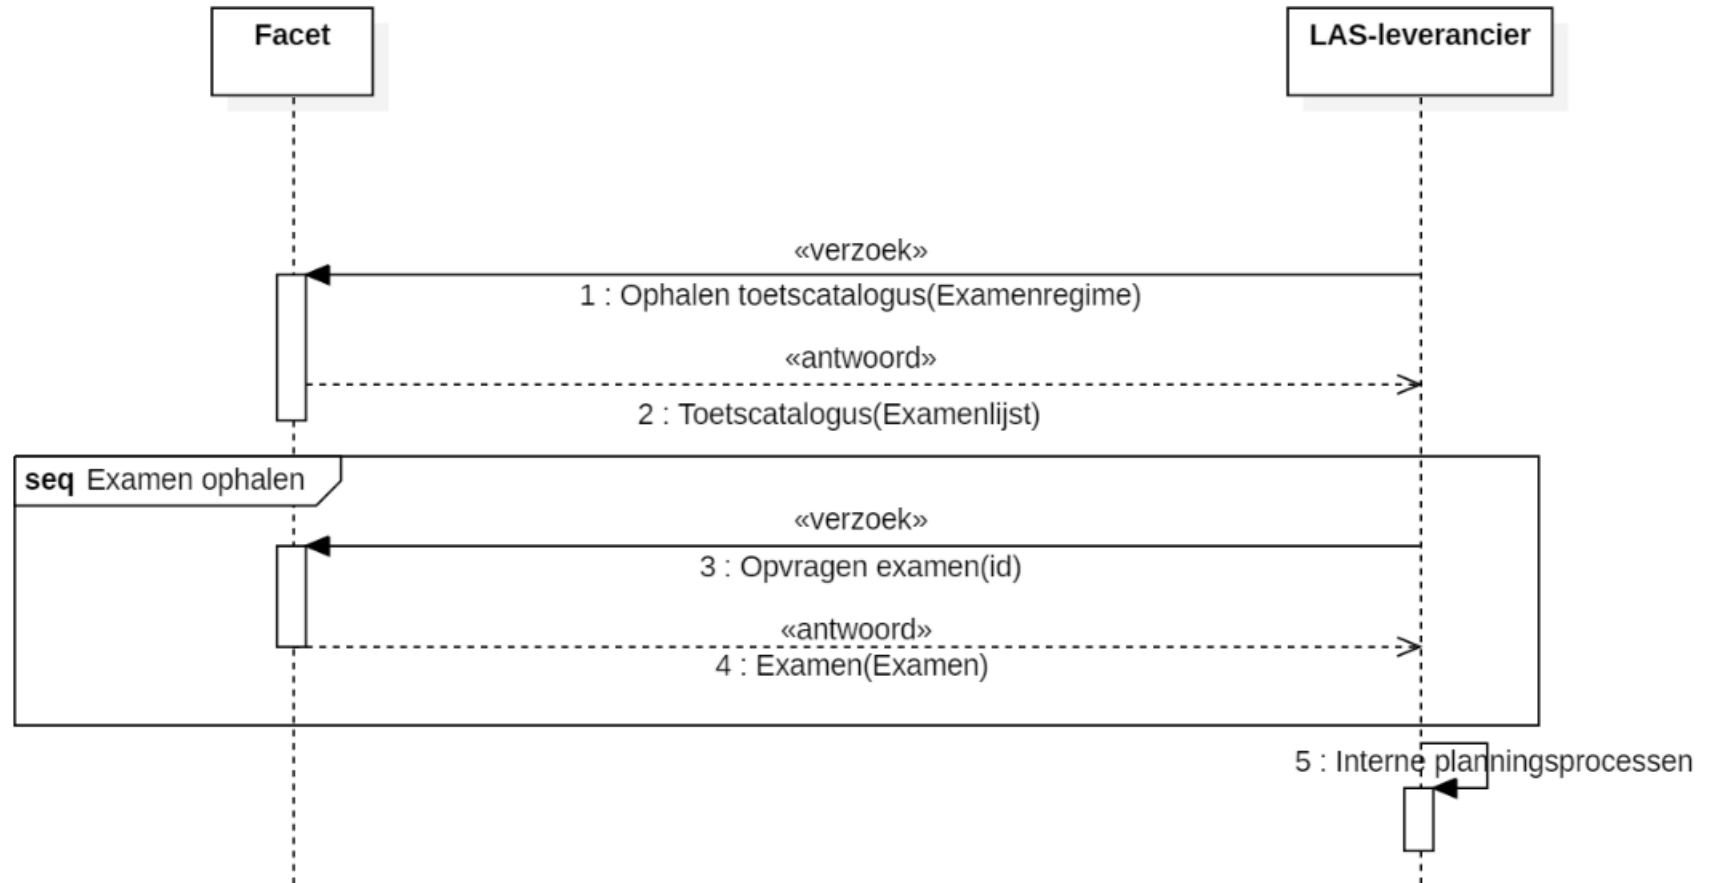 Facet
LAS-leverancier
«verzoek»
1 : Ophalen toetscatalogus(Examenregime)
«antwoord»
2 : Toetscatalogus(Examenlijst)
seq Examen ophalen
«verzoek»
3 : Opvragen examen(id)
«antwoord»
4 : Examen(Examen)
5 : Interne planningsprocessen